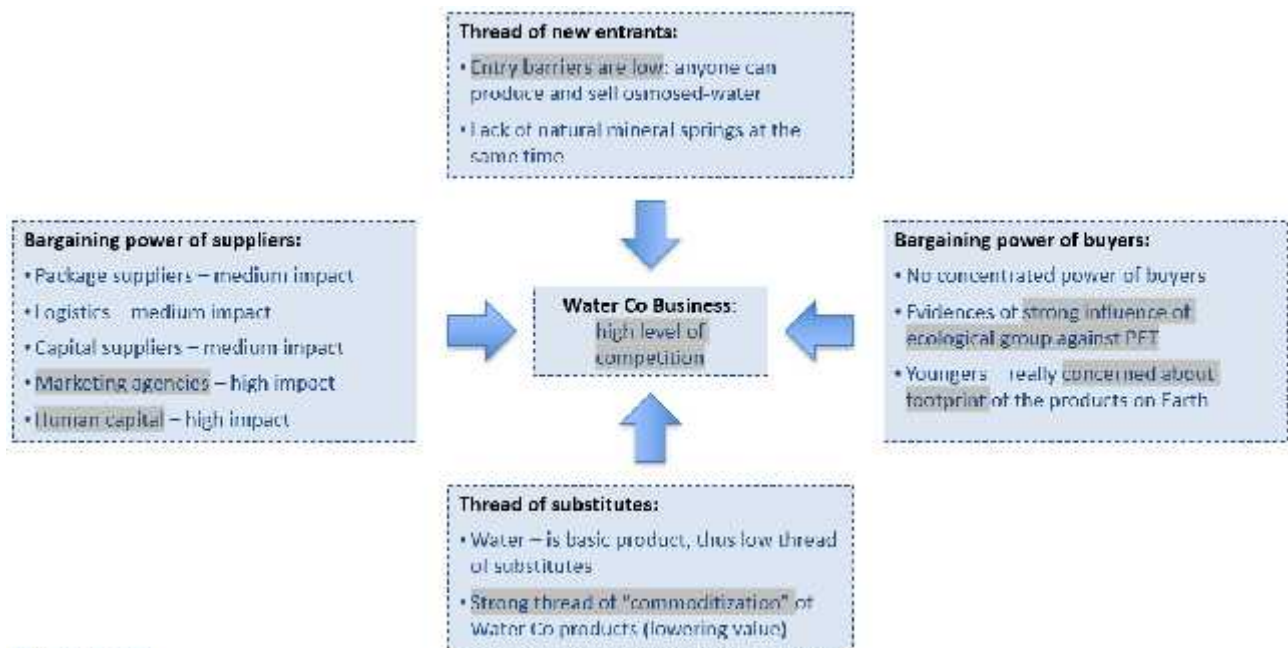 Thread of new entrants:
• Entry barriers are low: anyone can
produce and sell osmosed-water
• Lack of natural mineral springs at the
same time
Bargaining power of suppliers:
• Package suppliers – medium impact
• Logistics – medium impact
• Capital suppliers – medium impact
• Marketing agencies – high impact
• Human capital – high impact
Water Co Business:
high level of
competition
Bargaining power of buyers:
• No concentrated power of buyers
• Evidences of strong influence of
ecological group against PET
• Youngers – really concerned about
footprint of the products on Earth
Thread of substitutes:
• Water – is basic product, thus low thread
of substitutes
• Strong thread of "commoditization" of
Water Co products (lowering value)